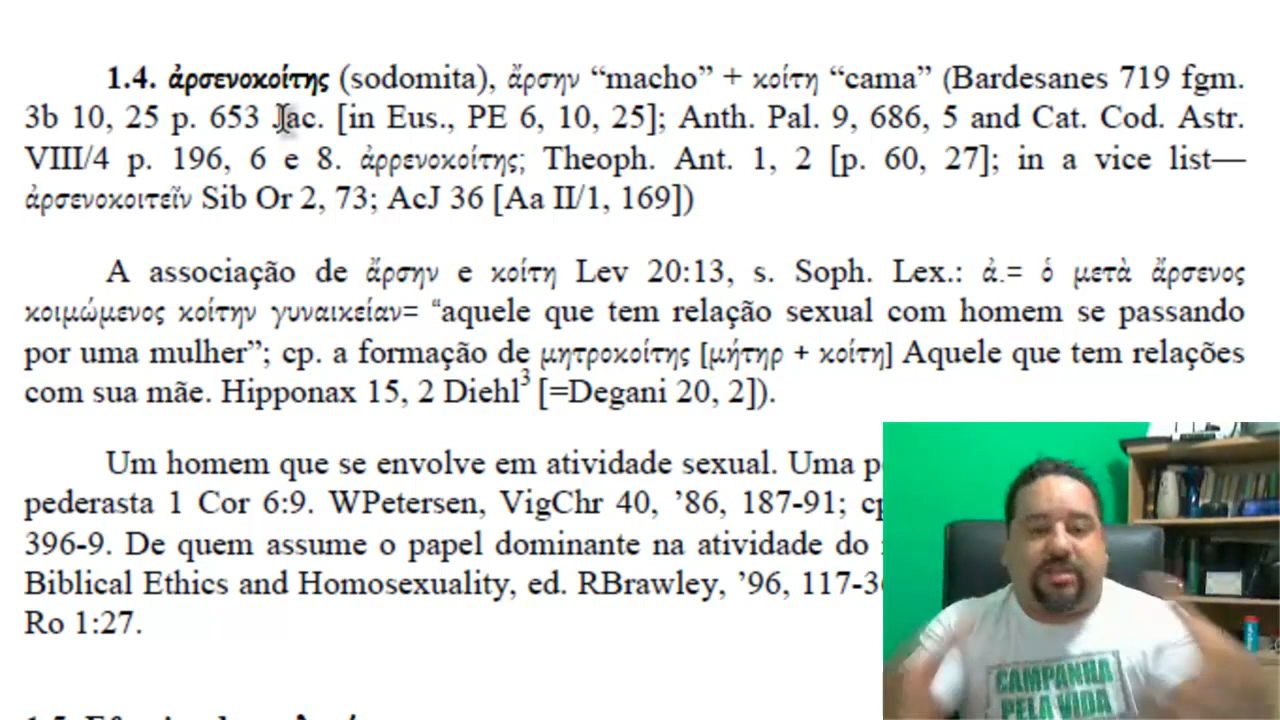 1.4. ἀρσενοκοίτης (sodomita), ἄρσην “macho” + κοίτη “cama” (Bardesanes 719 fgm.
3b 10, 25 p. 653 Jac. [in Eus., PE 6, 10, 25]; Anth. Pal. 9, 686, 5 and Cat. Cod. Astr.
VIII/4 p. 196, 6 e 8. ἀρρενοκοίτης; Theoph. Ant. 1, 2 [p. 60, 27]; in a vice list—
ἀρσενοκοιτεῖν Sib Or 2, 73; AcJ 36 [Aa II/1, 169])
A associação de ἄρσην e κοίτη Lev 20:13, s. Soph. Lex.: ἀ.= ὁ μετὰ ἄρσενος
κοιμώμενος κοίτην γυναικείαν= “aquele que tem relação sexual com homem se passando
por uma mulher”; cp. a formação de μητροκοίτης [μήτηρ + κοίτη] Aquele que tem relações
com sua mãe. Hipponax 15, 2 Diehl³ [=Degani 20, 2]).
Um homem que se envolve em atividade sexual. Uma
pederasta 1 Cor 6:9. WPetersen, VigChr 40, ’86, 187-91;
396-9. De quem assume o papel dominante na atividade do
Biblical Ethics and Homosexuality, ed. RBrawley, ’96,
Ro 1:27.
CAMPANHA
PELA VIDA